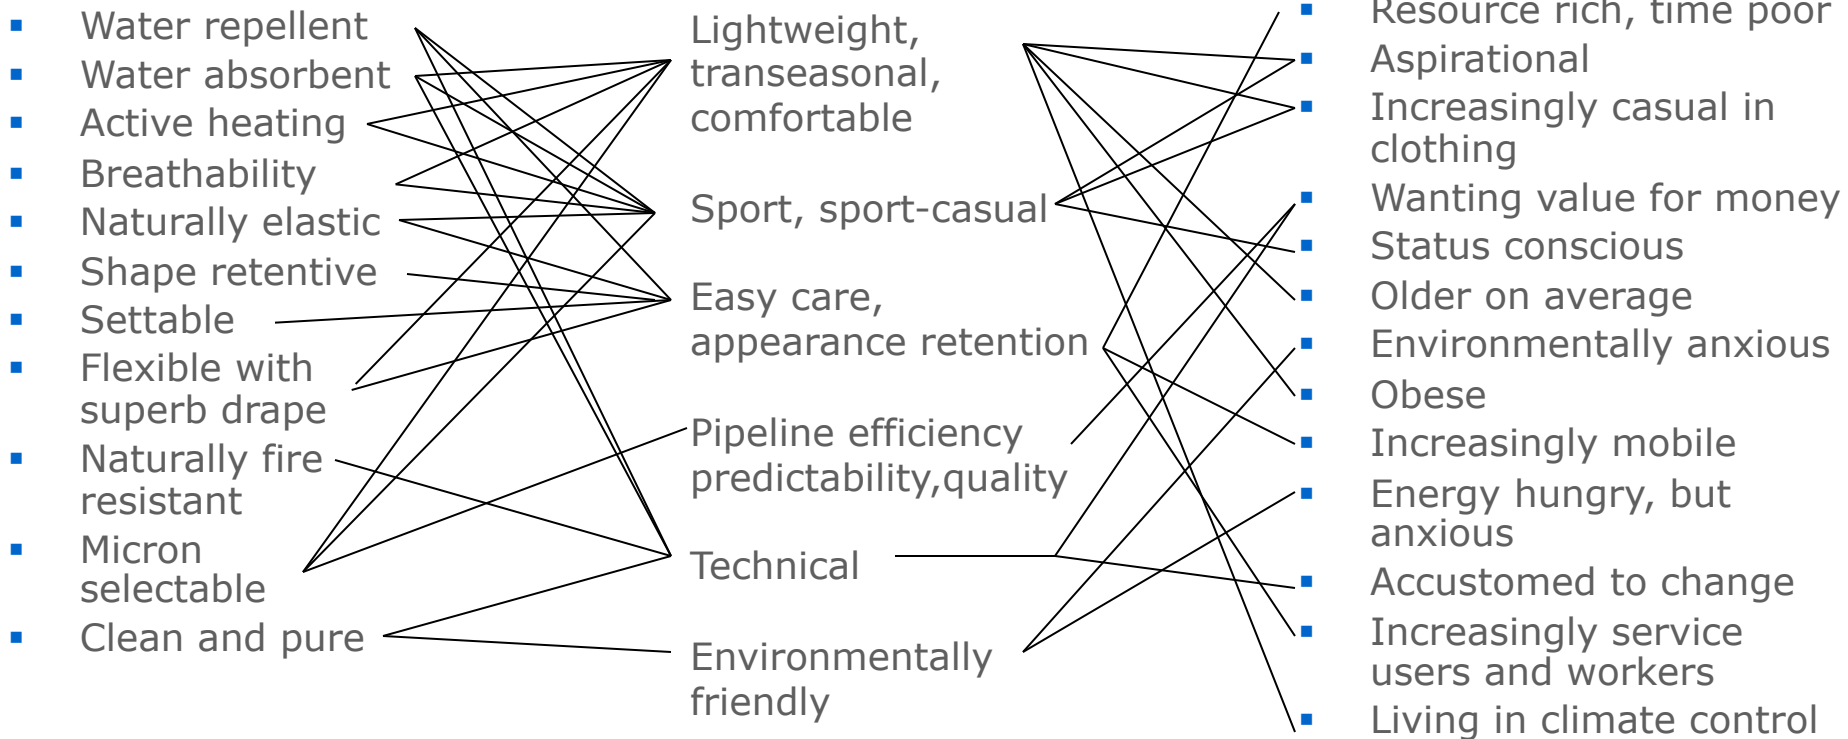 Water repellent
Water absorbent
Active heating
Breathability
Naturally elastic
Shape retentive
Settable
Flexible with
superb drape
Naturally fire
resistant
Micron
selectable
Clean and pure
Lightweight,
transeasonal,
comfortable
Sport, sport-casual
Easy care,
appearance retention
Pipeline efficiency
predictability,quality
Technical
Environmentally
friendly
Resource rich, time poor
Aspirational
Increasingly casual in
clothing
Wanting value for money
Status conscious
Older on average
Environmentally anxious
Obese
Increasingly mobile
Energy hungry, but
anxious
Accustomed to change
Increasingly service
users and workers
Living in climate control